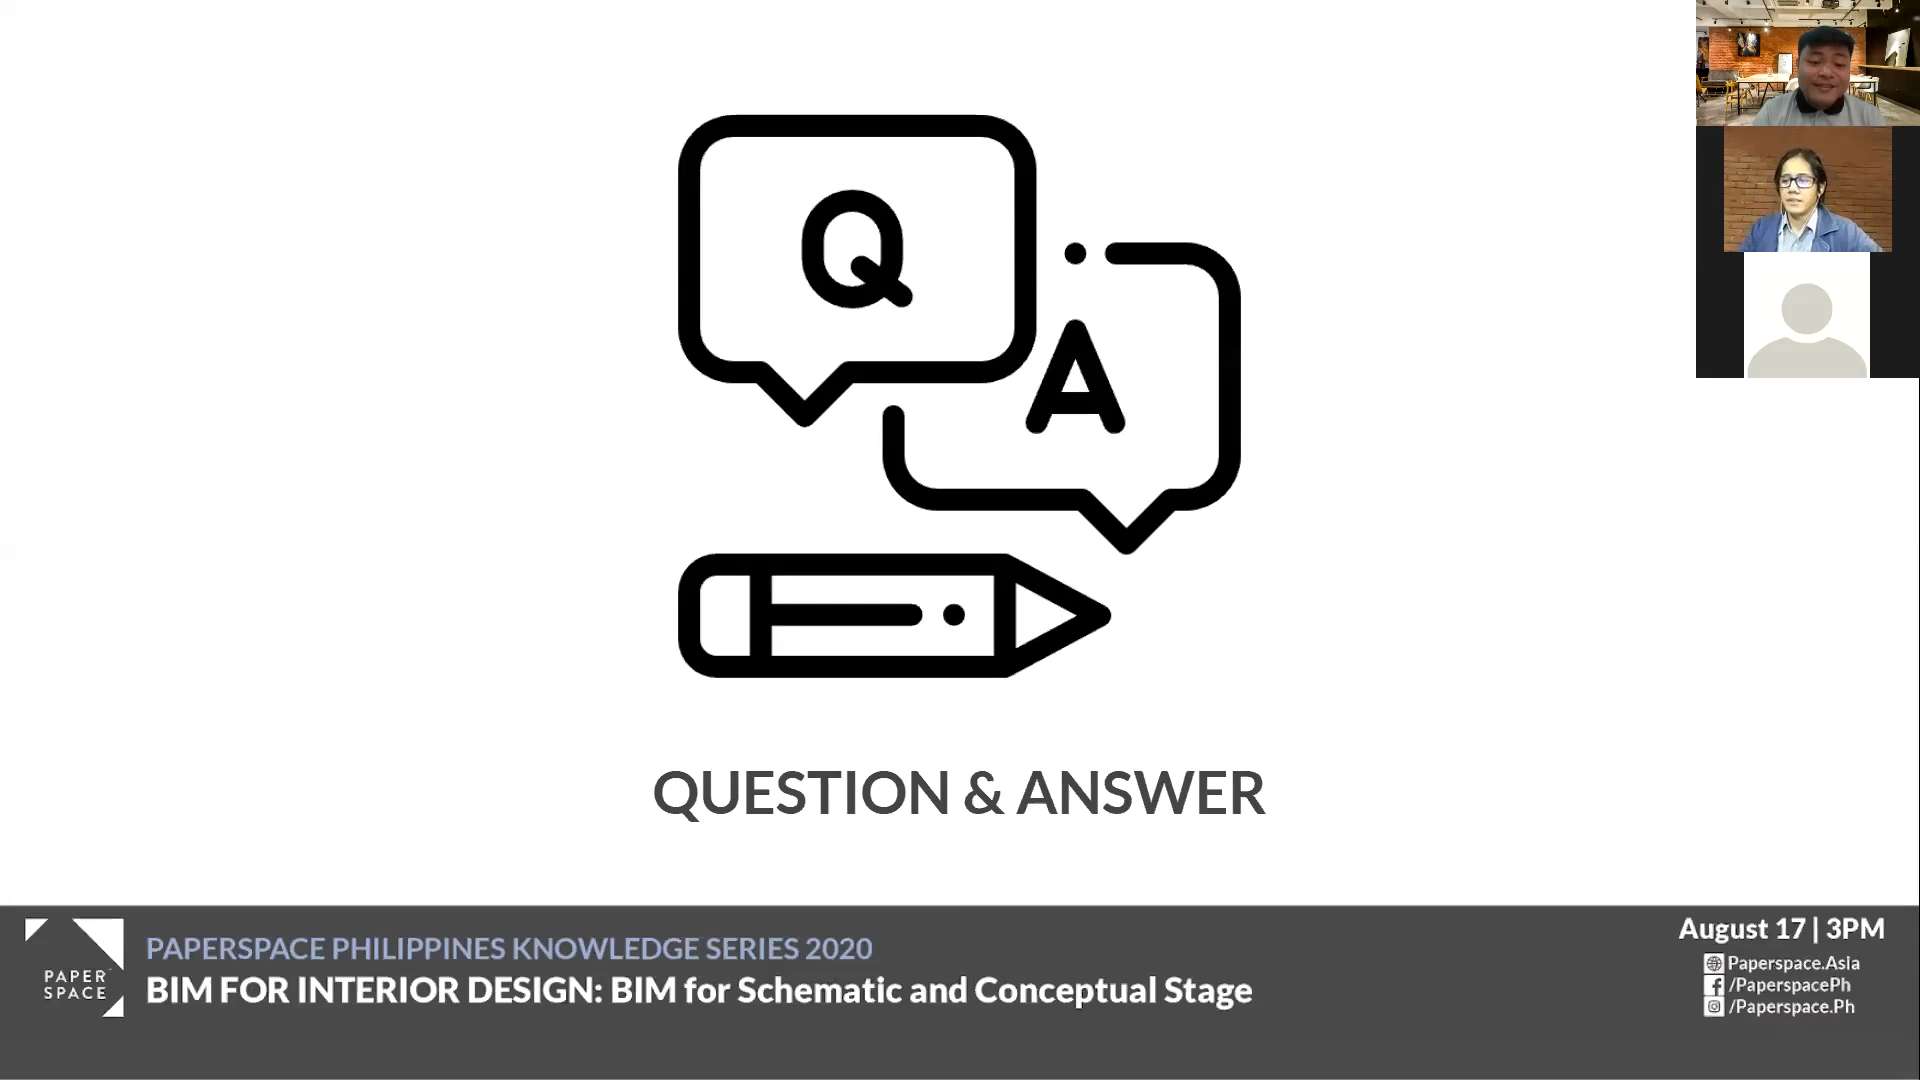 Q
A
QUESTION & ANSWER
PAPER
SPACE
PAPERSPACE PHILIPPINES KNOWLEDGE SERIES 2020
BIM FOR INTERIOR DESIGN: BIM for Schematic and Conceptual Stage
August 17 | 3PM
Paperspace.Asia
/PaperspacePh
/Paperspace.Ph